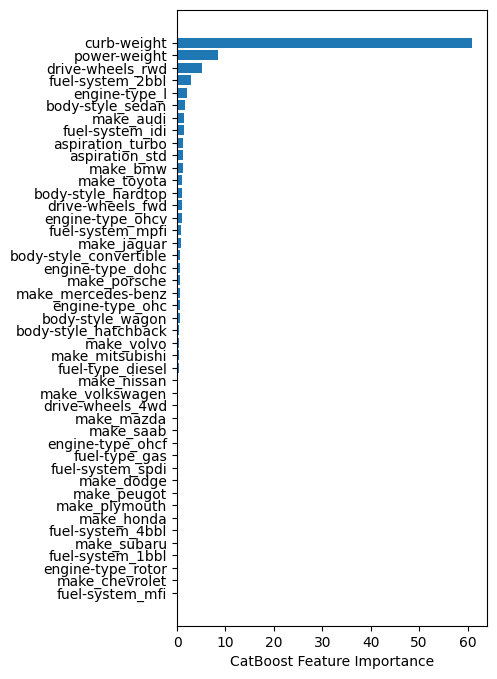 curb-weight
power-weight
drive-wheels_rwd
fuel-system_2bbl
engine-type_l
body-style_sedan
make_audi
fuel-system_idi
aspiration_turbo
aspiration_std
make_bmw
make_toyota
body-style_hardtop
drive-wheels_fwd
engine-type_ohcv
fuel-system_mpfi
make_jaguar
body-style_convertible
engine-type_dohc
make_porsche
make_mercedes-benz
engine-type_ohc
body-style_wagon
body-style_hatchback
make_volvo
make_mitsubishi
fuel-type_diesel
make_nissan
make_volkswagen
drive-wheels_4wd
make_mazda
make_saab
engine-type_ohcf
fuel-type_gas
fuel-system_spdi
make_dodge
make_peugot
make_plymouth
make_honda
fuel-system_4bbl
make_subaru
fuel-system_1bbl
engine-type_rotor
make_chevrolet
fuel-system_mfi
0 10 20 30 40 50 60
CatBoost Feature Importance